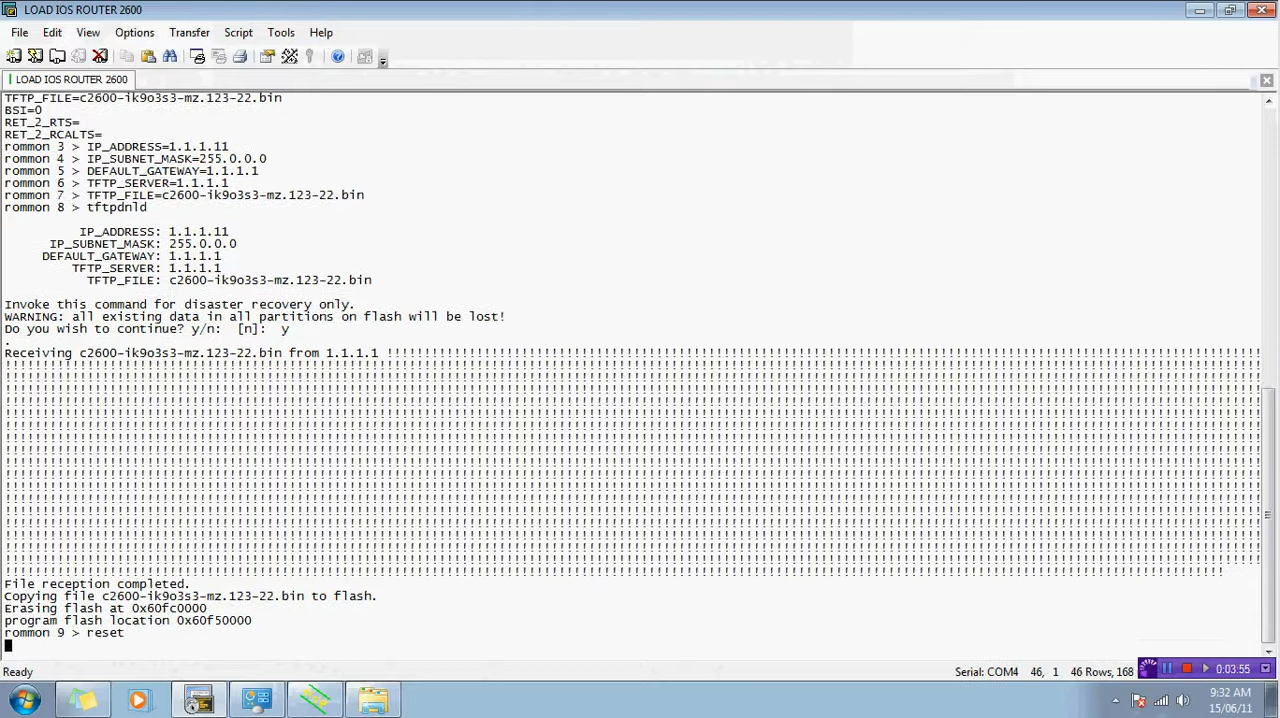 LOAD IOS ROUTER 2600
File Edit View Options Transfer Script Tools Help
LOAD IOS ROUTER 2600
TFTP_FILE=c2600-ik9o3s3-mz.123-22.bin
BSI=0
RET_2_RTS=
RET_2_RCALTS=
rommon 3 > IP_ADDRESS=1.1.1.11
rommon 4 > IP_SUBNET_MASK=255.0.0.0
rommon 5 > DEFAULT_GATEWAY=1.1.1.1
rommon 6 > TFTP_SERVER=1.1.1.1
rommon 7 > TFTP_FILE=c2600-ik9o3s3-mz.123-22.bin
rommon 8 > tftpdnld
IP_ADDRESS: 1.1.1.11
IP_SUBNET_MASK: 255.0.0.0
DEFAULT_GATEWAY: 1.1.1.1
TFTP_SERVER: 1.1.1.1
TFTP_FILE: c2600-ik9o3s3-mz.123-22.bin
Invoke this command for disaster recovery only.
WARNING: all existing data in all partitions on flash will be lost!
Do you wish to continue? y/n:  [n]:  y
.
Receiving c2600-ik9o3s3-mz.123-22.bin from 1.1.1.1
File reception completed.
Copying file c2600-ik9o3s3-mz.123-22.bin to flash.
Erasing flash at 0x60fc0000
program flash location 0x60f50000
rommon 9 > reset
Ready Serial: COM4 46, 1 46 Rows, 168 0:03:55
9:32 AM
15/06/11